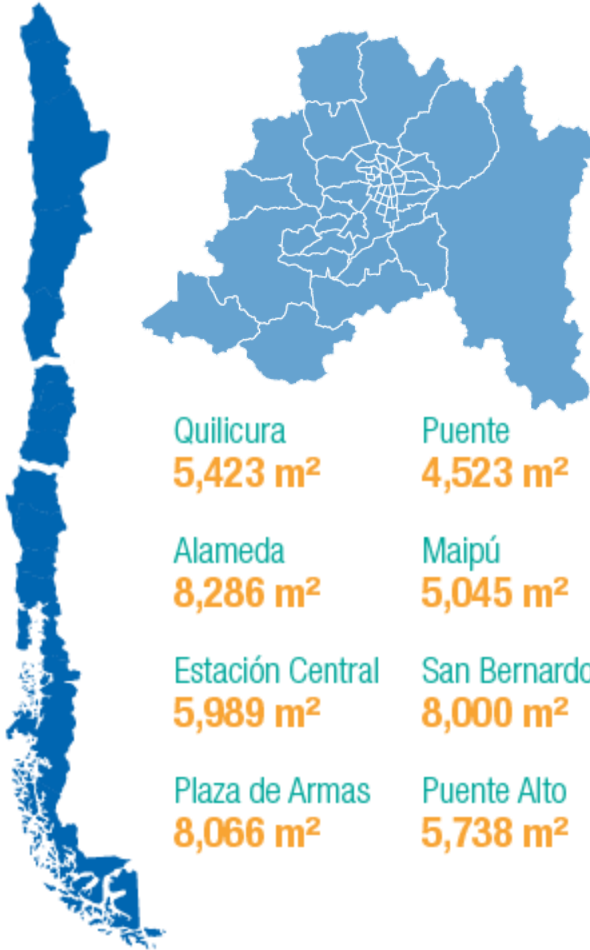 Quilicura
5,423 m²
Puente
4,523 m²
Alameda
8,286 m²
Maipú
5,045 m²
Estación Central
5,989 m²
San Bernardo
8,000 m²
Plaza de Armas
8,066 m²
Puente Alto
5,738 m²